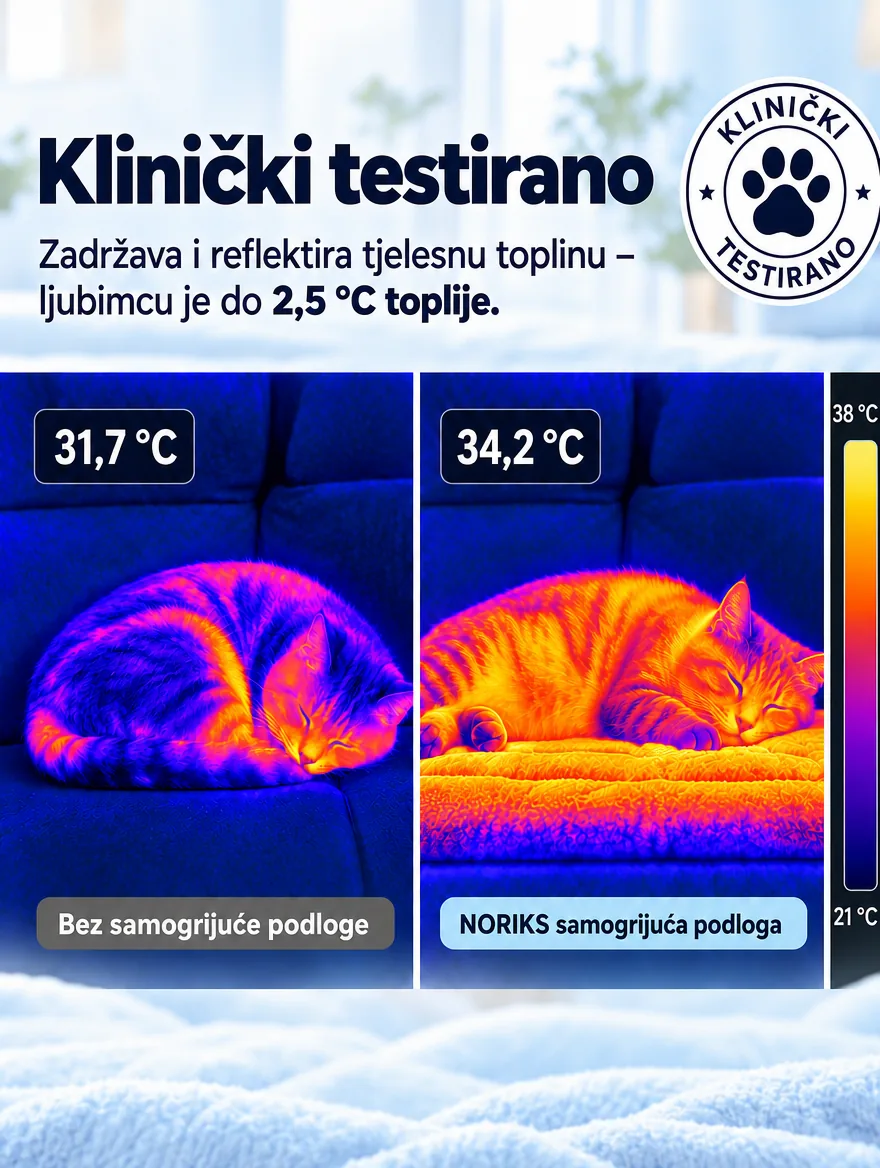 Klinički testirano
Zadržava i reflektira tjelesnu toplinu –
ljubimcu je do 2,5 °C toplije.
KLINIČKI
TESTIRANO
31,7 °C
34,2 °C
38 °C
21 °C
Bez samogrijuće podloge
NORIKS samogrijuća podloga